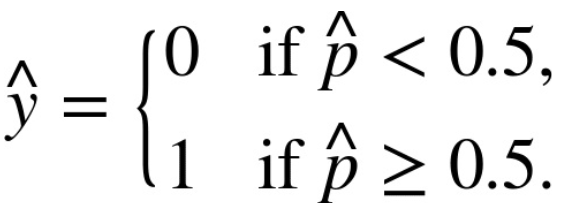 ŷ = { 0 if p̂ < 0.5,
1 if p̂ ≥ 0.5.